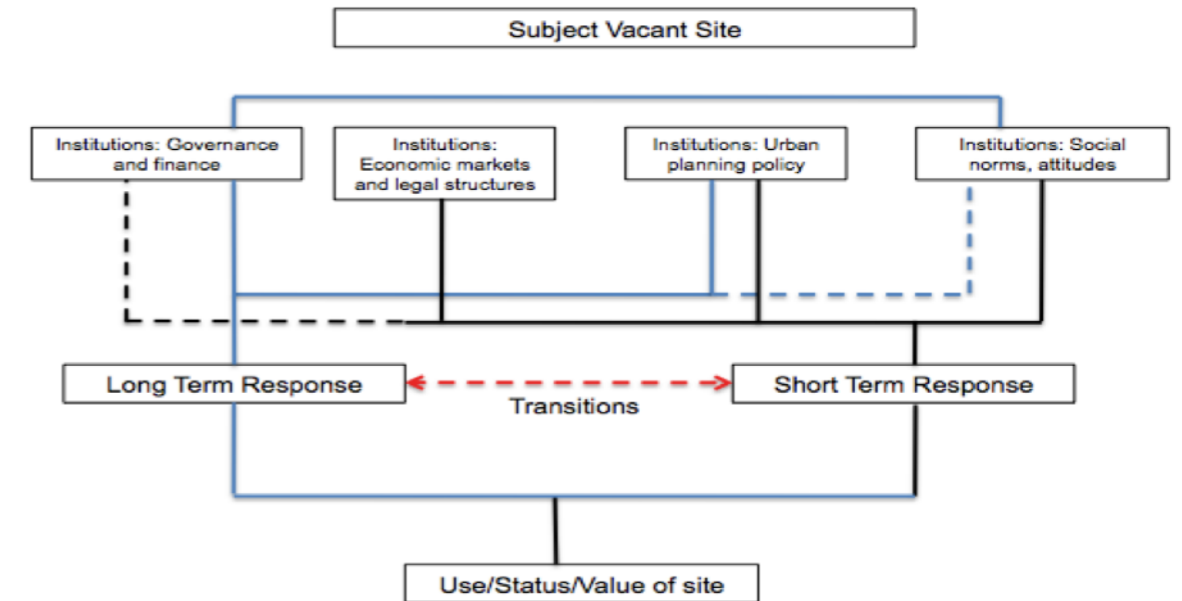 Subject Vacant Site
Institutions: Governance
and finance
Institutions:
Economic markets
and legal structures
Institutions: Urban
planning policy
Institutions: Social
norms, attitudes
Long Term Response
Transitions
Short Term Response
Use/Status/Value of site